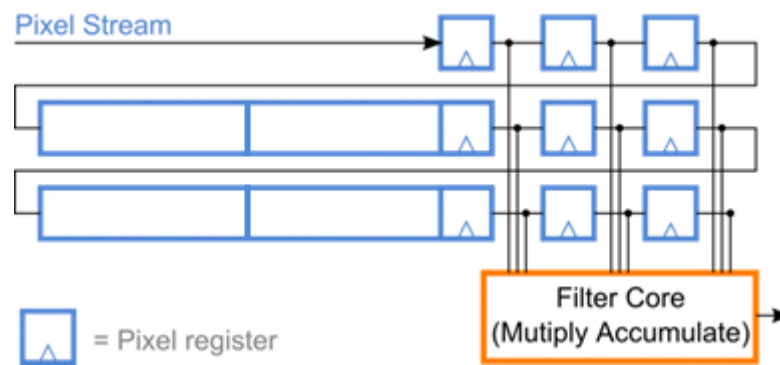 Pixel Stream
Filter Core
(Mutiply Accumulate)
= Pixel register